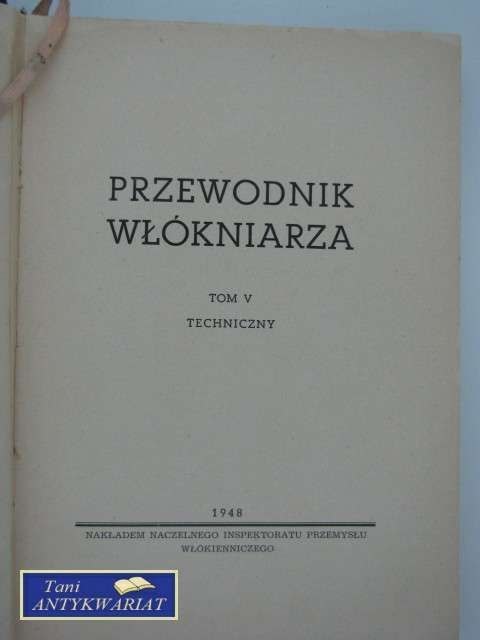 PRZEWODNIK
WŁÓKNIARZA
TOM V
TECHNICZNY
1948
NAKŁADEM NACZELNEGO INSPEKTORATU PRZEMYSŁU
WŁÓKIENNICZEGO
Tani
ANTYKWARIAT